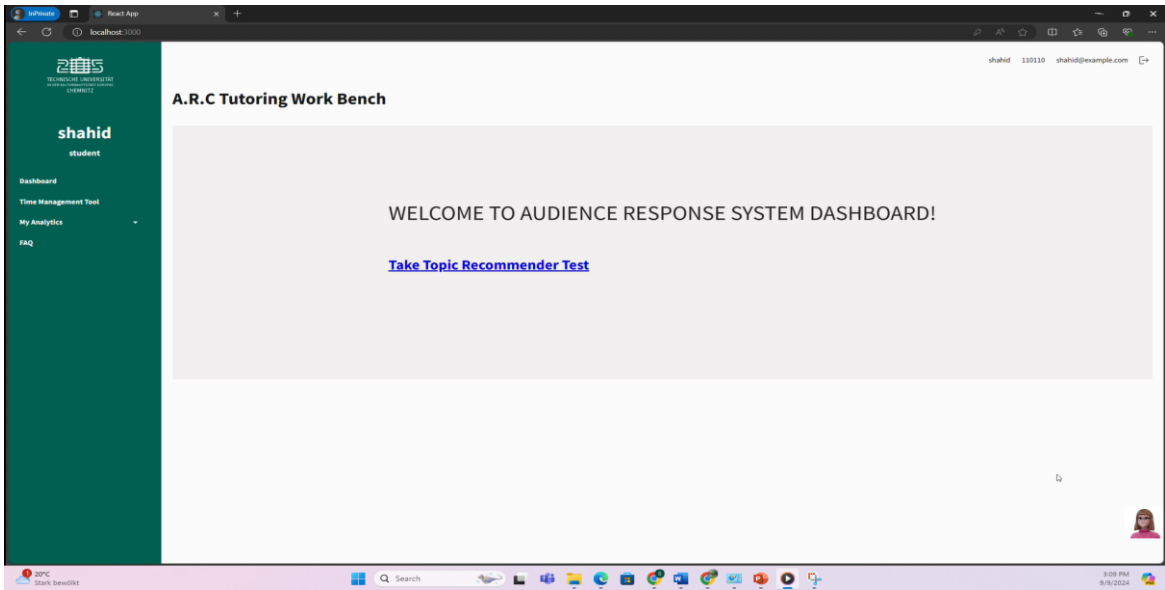 InPrivate
React App
localhost:3000
TECHNISCHE UNIVERSITÄT
CHEMNITZ
shahid 110110 shahid@example.com
A.R.C Tutoring Work Bench
shahid
student
Dashboard
Time Management Tool
My Analytics
FAQ
WELCOME TO AUDIENCE RESPONSE SYSTEM DASHBOARD!
Take Topic Recommender Test
20°C
Stark bewölkt
Search
3:09 PM
9/9/2024